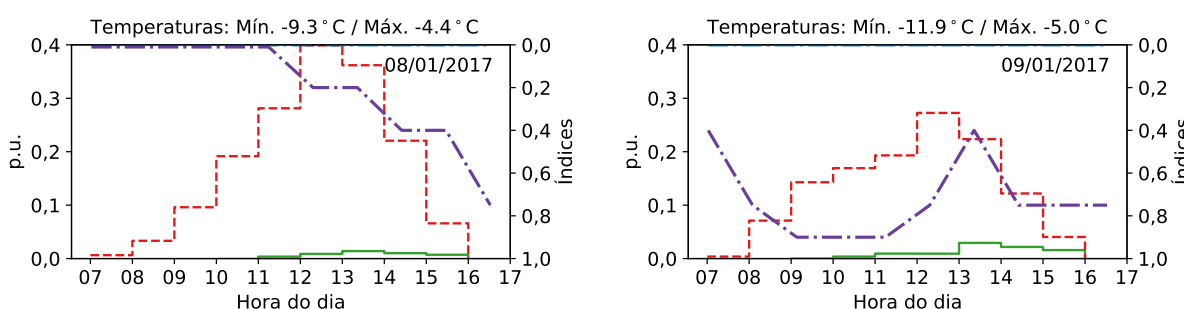 Temperaturas: Mín. -9.3°C / Máx. -4.4°C
08/01/2017
0,4
0,3
0,2
0,1
0,0
p.u.
0,0
0,2
0,4
0,6
0,8
1,0
Índices
07 08 09 10 11 12 13 14 15 16 17
Hora do dia
Temperaturas: Mín. -11.9°C / Máx. -5.0°C
09/01/2017
0,4
0,3
0,2
0,1
0,0
p.u.
0,0
0,2
0,4
0,6
0,8
1,0
Índices
07 08 09 10 11 12 13 14 15 16 17
Hora do dia